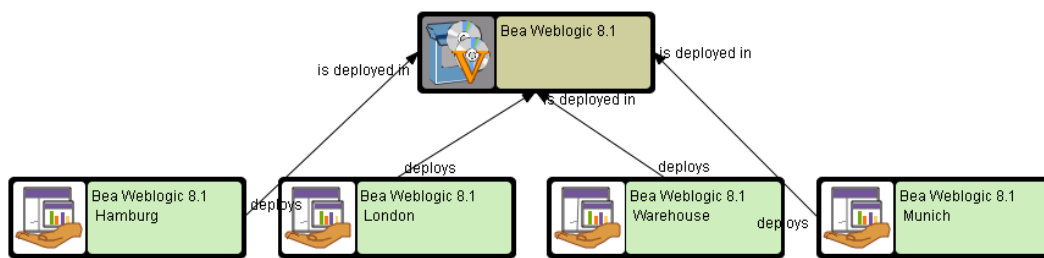 Bea Weblogic 8.1
is deployed in
is deployed in
is deployed in
deploys
deploys
Bea Weblogic 8.1
Hamburg
deploys
Bea Weblogic 8.1
London
Bea Weblogic 8.1
Warehouse
deploys
Bea Weblogic 8.1
Munich